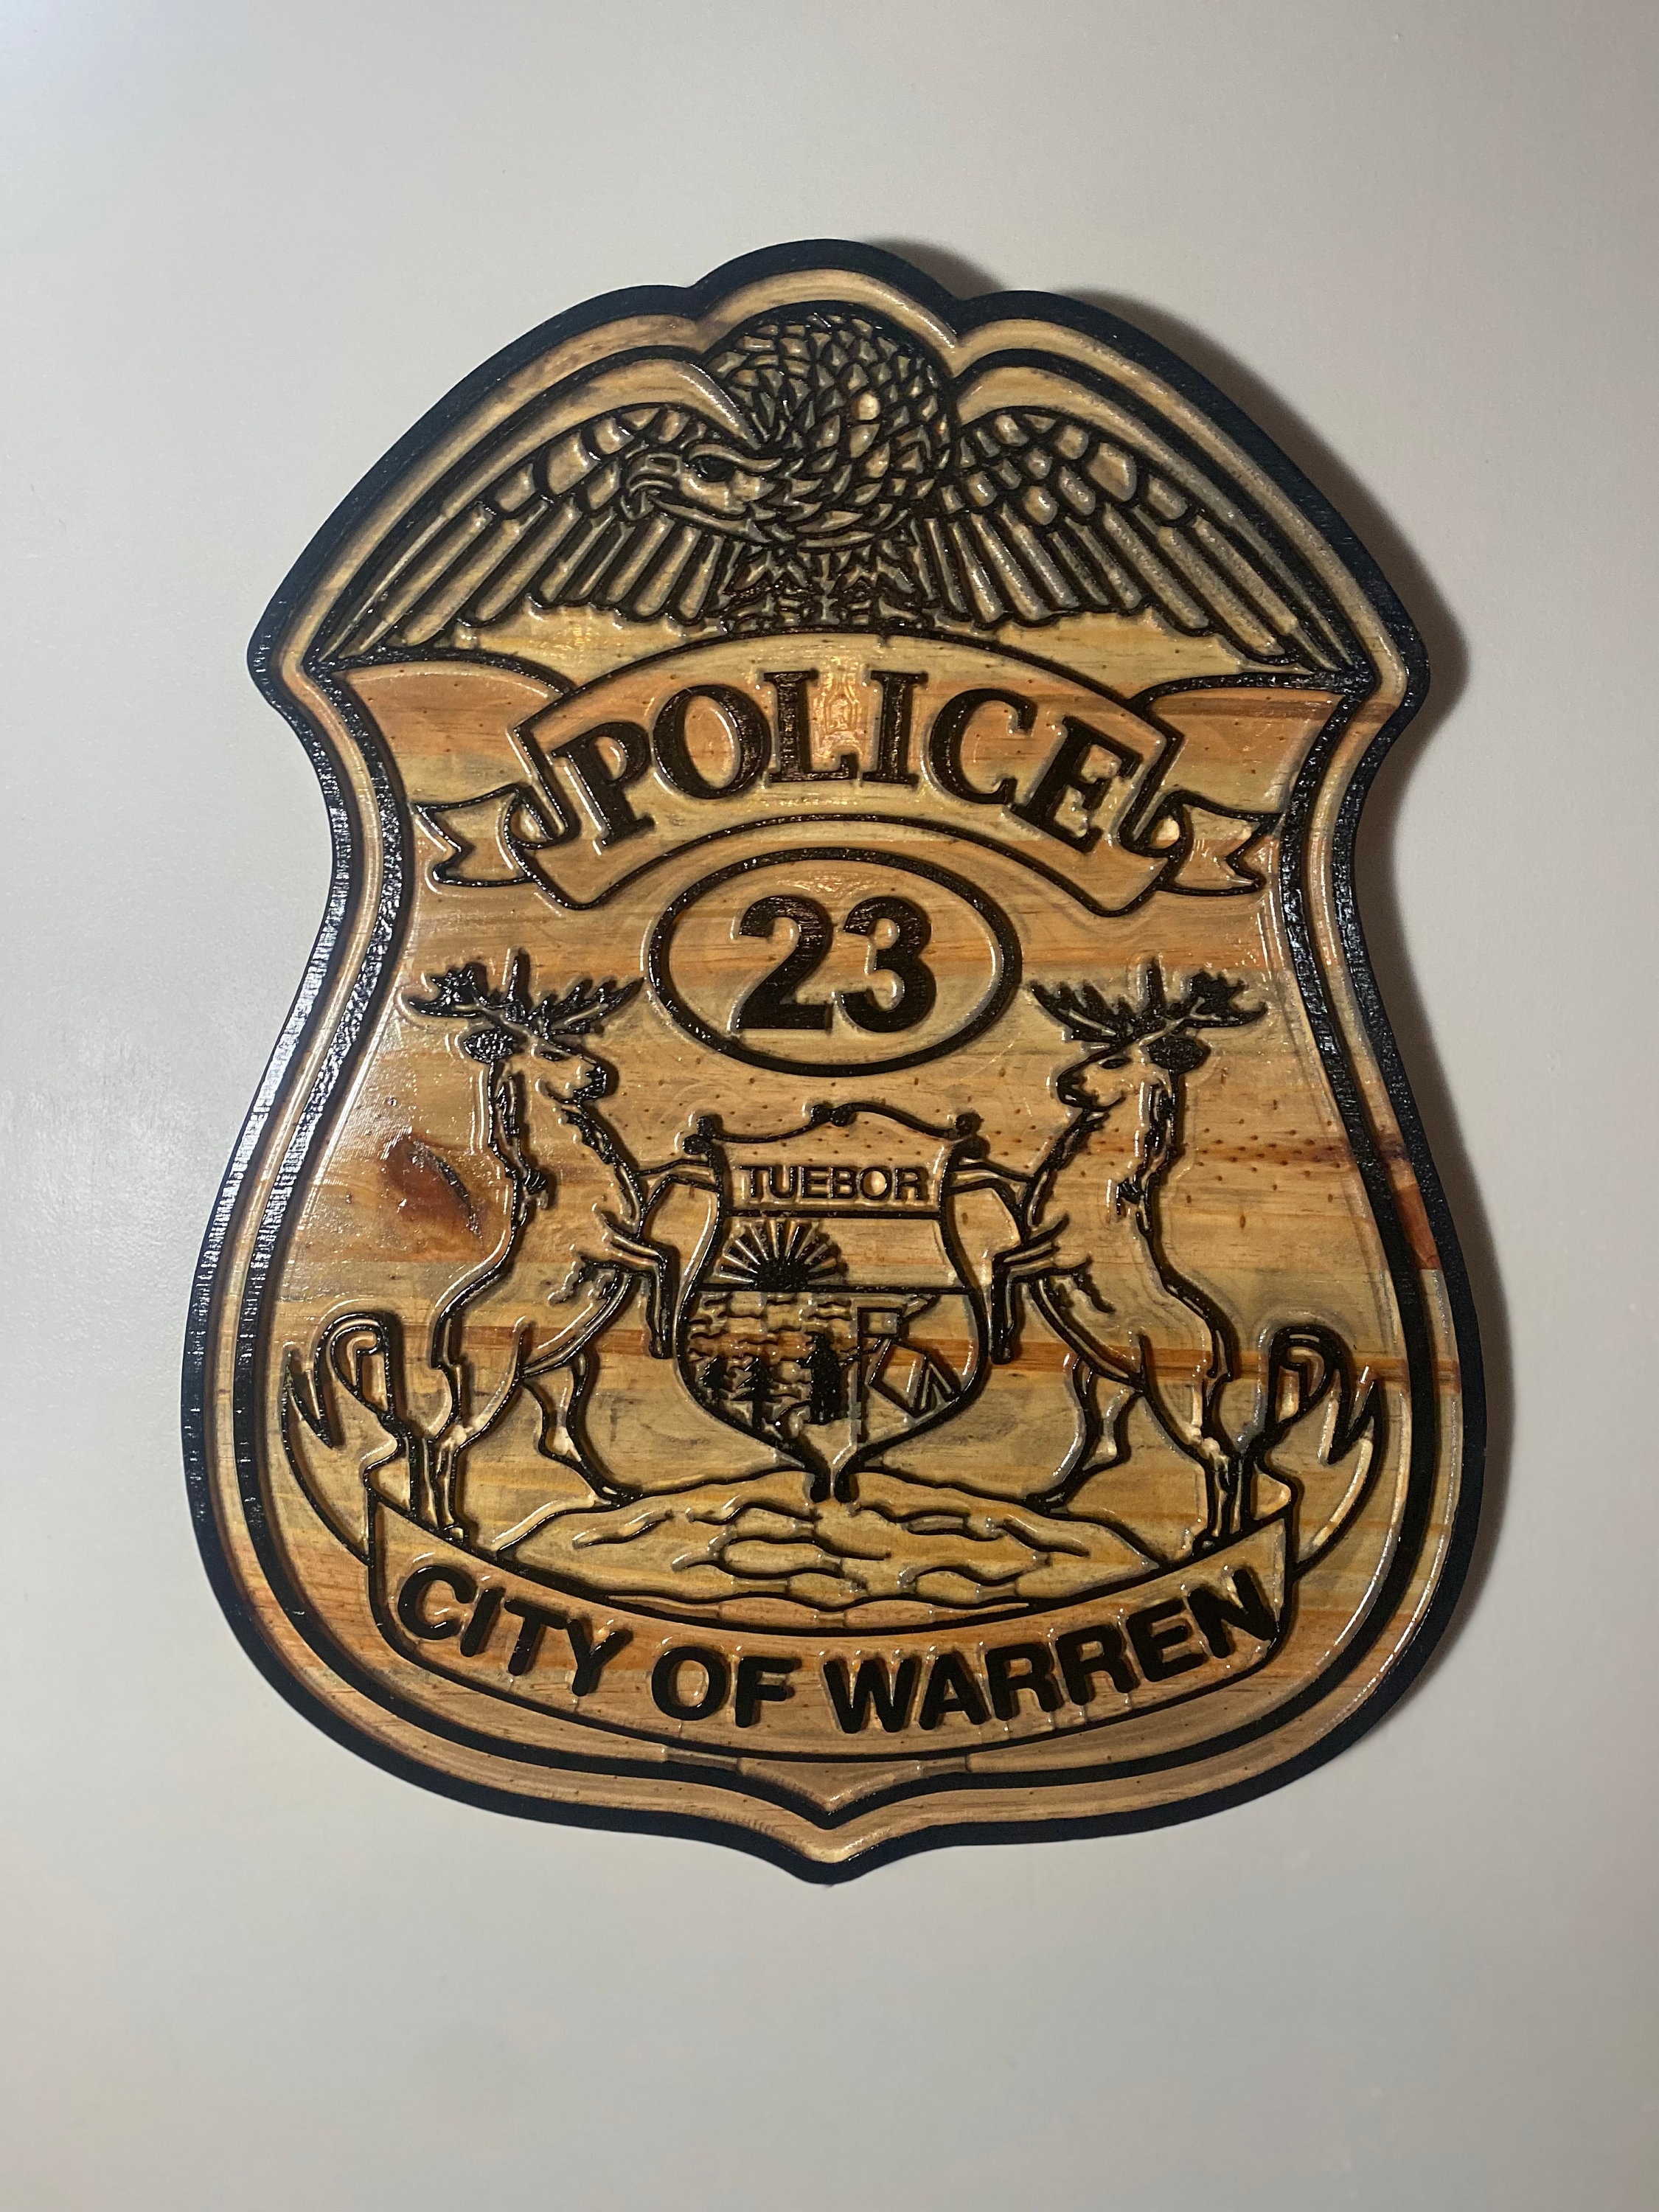 POLICE
23
TUEBOR
CITY OF WARREN